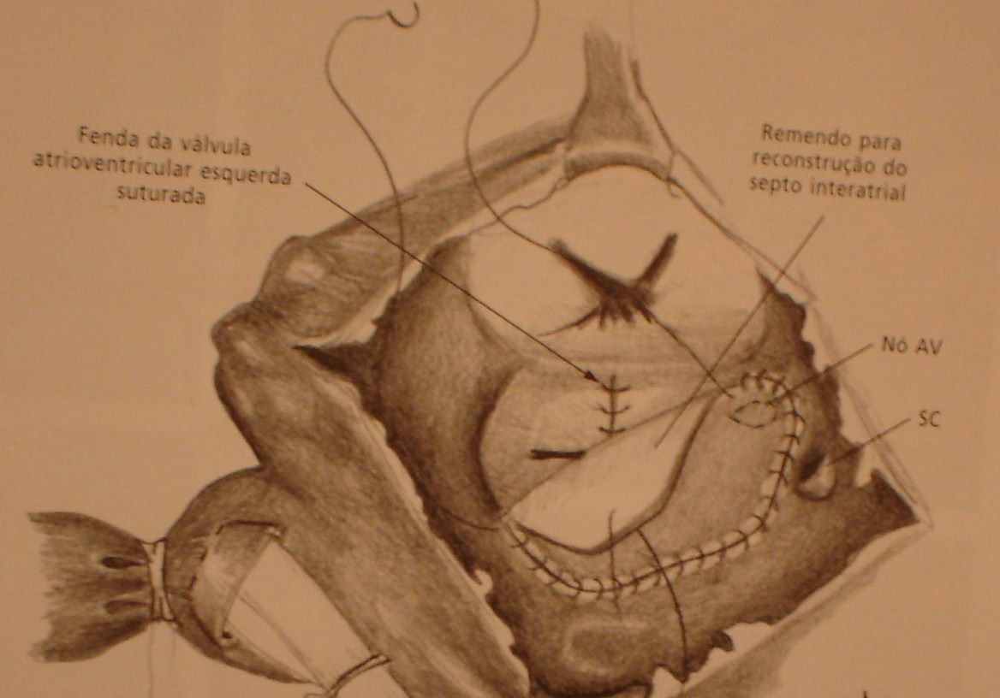 Fenda da válvula
atrioventricular esquerda
suturada
Remendo para
reconstrução do
septo interatrial
Nó AV
SC